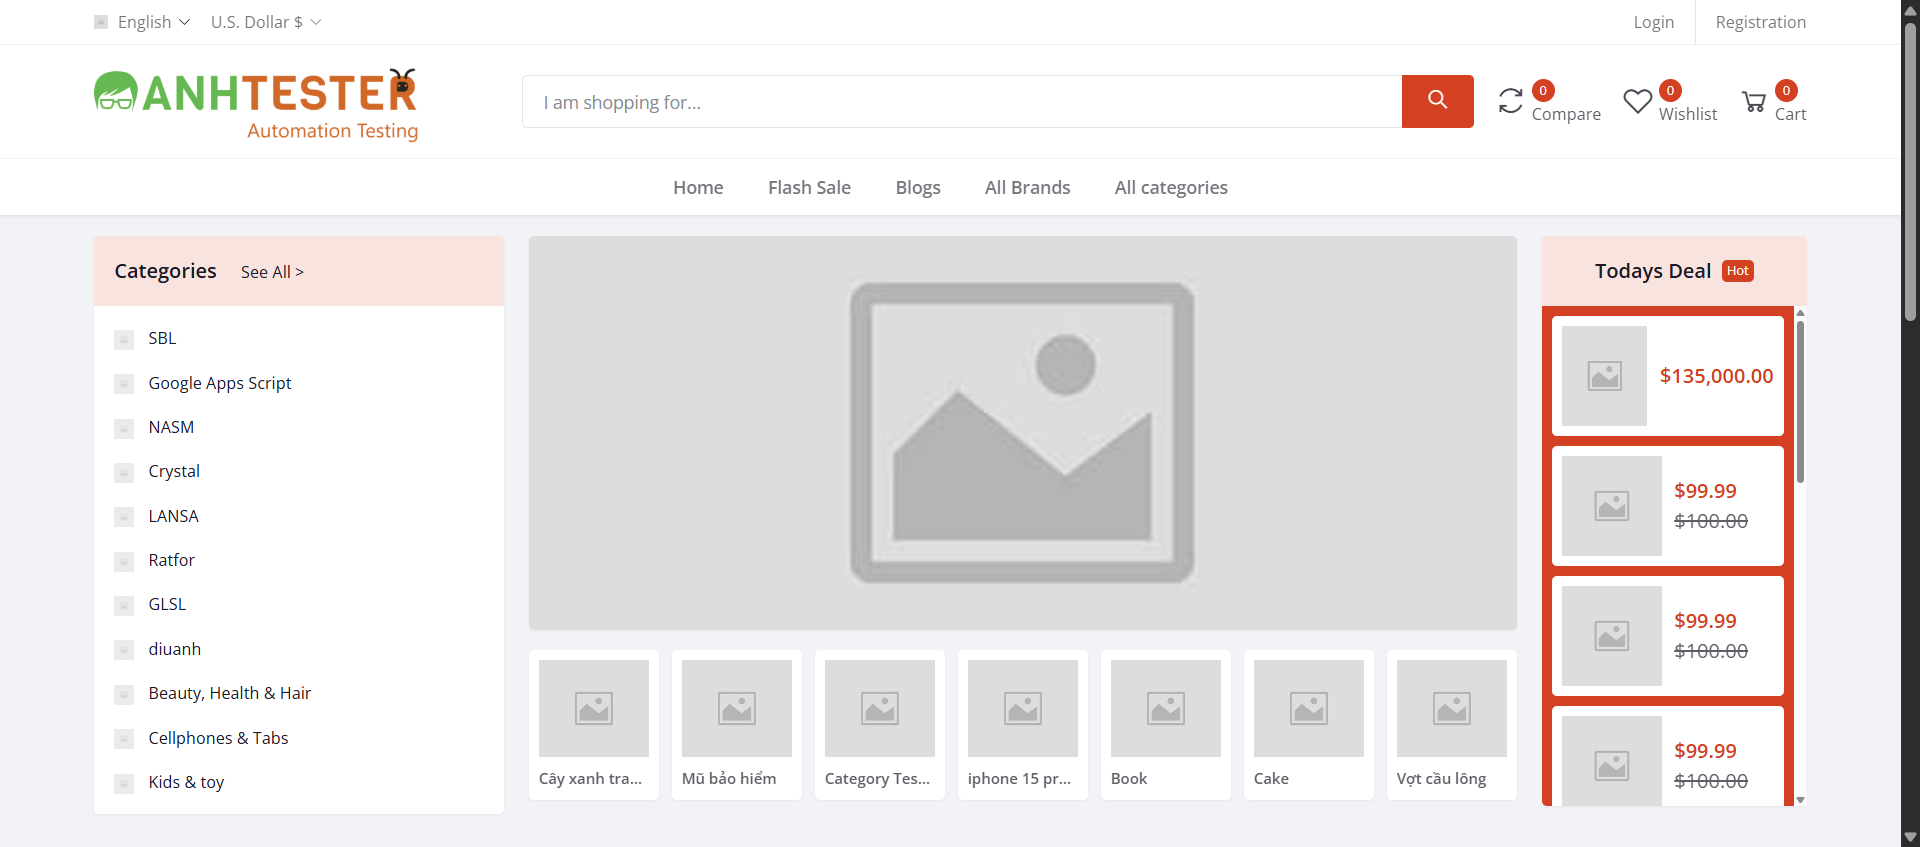 English
U.S. Dollar $
Login
Registration
ANHTESTER
Automation Testing
I am shopping for...
0
Compare
0
Wishlist
0
Cart
Home
Flash Sale
Blogs
All Brands
All categories
Categories
See All >
SBL
Google Apps Script
NASM
Crystal
LANSA
Ratfor
GLSL
diuanh
Beauty, Health & Hair
Cellphones & Tabs
Kids & toy
Cây xanh tra...
Mũ bảo hiểm
Category Tes...
iphone 15 pr...
Book
Cake
Vợt cầu lông
Todays Deal
Hot
$135,000.00
$99.99
$100.00
$99.99
$100.00
$99.99
$100.00